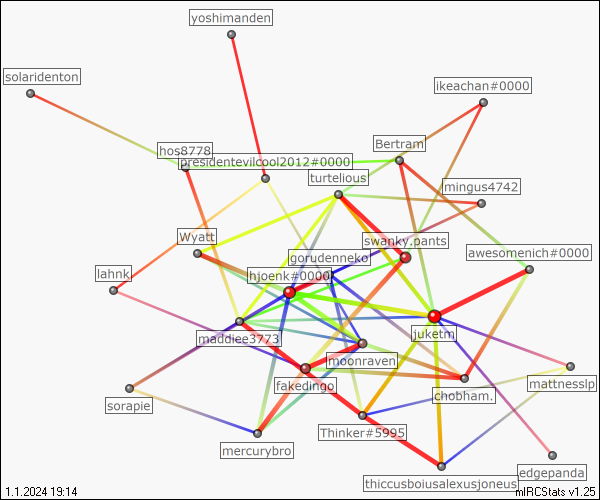 yoshimanden
solaridenton
ikeachan#0000
Bertram
hos8778
presidentevilcool2012#0000
turtelious
mingus4742
Wyatt
swanky.pants
gorudenneko
awesomenich#0000
lahnk
hjoenk#0000
maddiee3773
juketm
moonraven
fakedingo
chobham.
mattnesslp
sorapie
Thinker#5995
mercurybro
edgepanda
thiccusboiusalexusjoneus
1.1.2024 19:14
mIRCStats v1.25